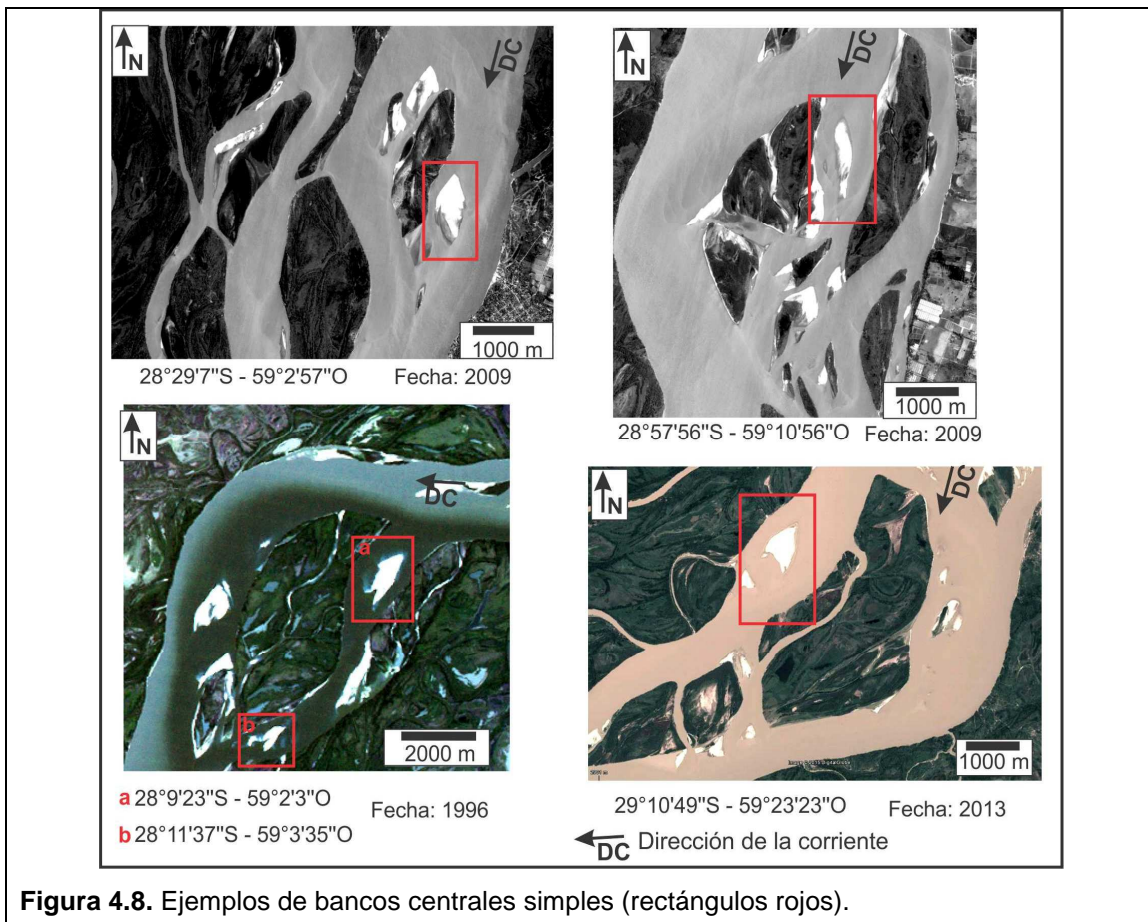 N
DC
1000 m
28°29'7"S - 59°2'57"O Fecha: 2009
N
DC
1000 m
28°57'56"S - 59°10'56"O Fecha: 2009
N
DC
a
b
2000 m
a 28°9'23"S - 59°2'3"O Fecha: 1996
b 28°11'37"S - 59°3'35"O
N
DC
1000 m
29°10'49"S - 59°23'23"O Fecha: 2013
DC Dirección de la corriente
Figura 4.8. Ejemplos de bancos centrales simples (rectángulos rojos).